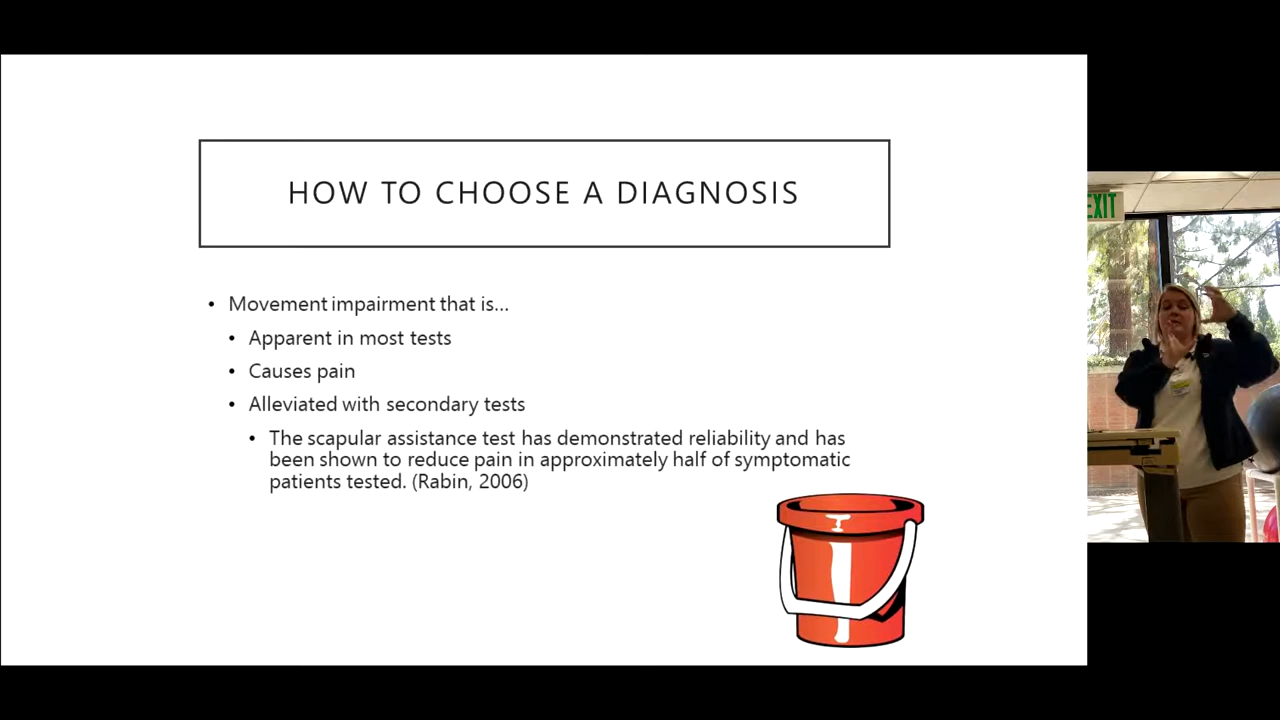 HOW TO CHOOSE A DIAGNOSIS
• Movement impairment that is...
• Apparent in most tests
• Causes pain
• Alleviated with secondary tests
• The scapular assistance test has demonstrated reliability and has
been shown to reduce pain in approximately half of symptomatic
patients tested. (Rabin, 2006)
EXIT